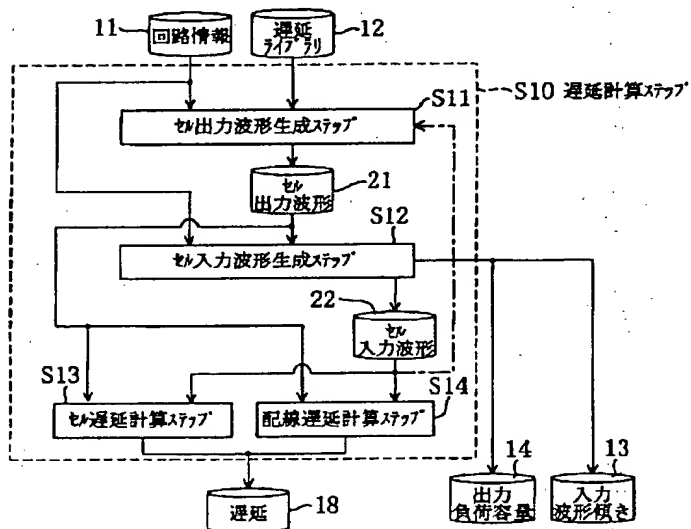 11
回路情報
12
遅延
ライブラリ
S10 遅延計算ステップ
S11
セル出力波形生成ステップ
セル
出力波形
21
S12
セル入力波形生成ステップ
22
セル
入力波形
S13
セル遅延計算ステップ
S14
配線遅延計算ステップ
遅延
18
14
出力
負荷容量
13
入力
波形傾き